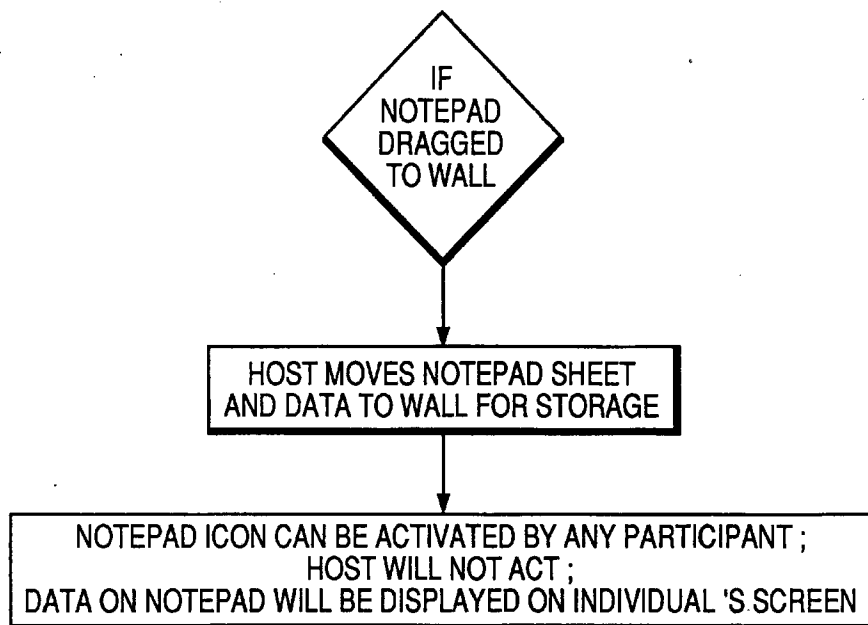 IF
NOTEPAD
DRAGGED
TO WALL
HOST MOVES NOTEPAD SHEET
AND DATA TO WALL FOR STORAGE
NOTEPAD ICON CAN BE ACTIVATED BY ANY PARTICIPANT ;
HOST WILL NOT ACT ;
DATA ON NOTEPAD WILL BE DISPLAYED ON INDIVIDUAL 'S SCREEN